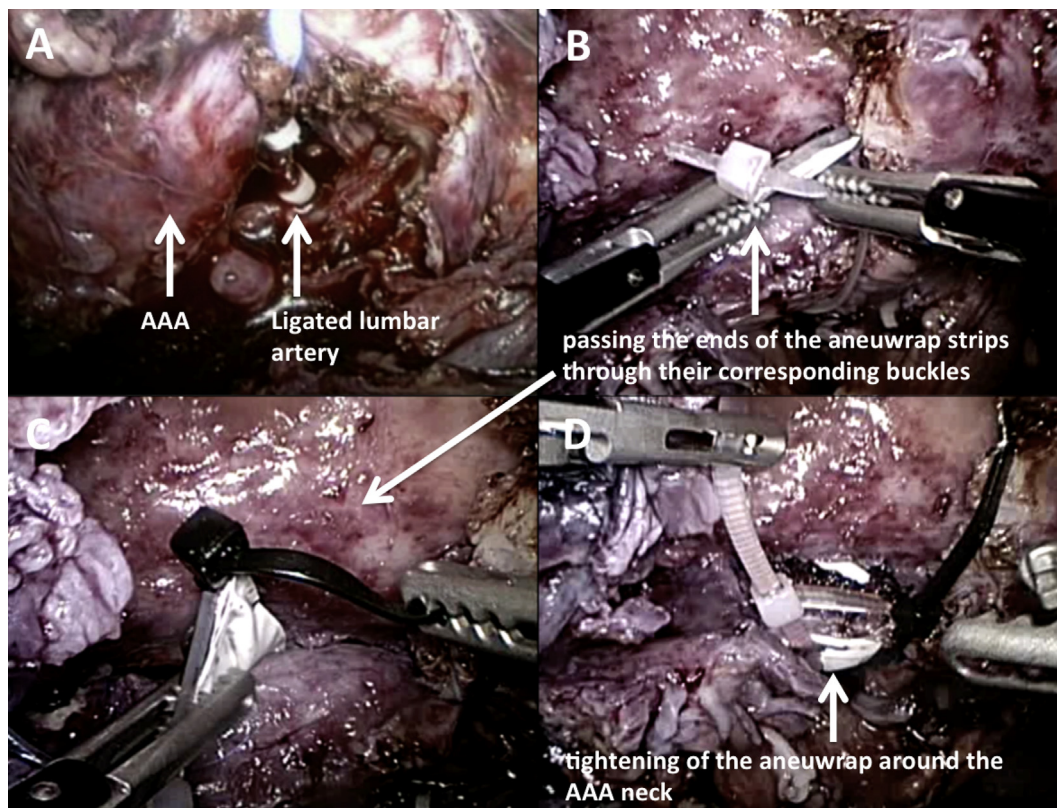 A
AAA
Ligated lumbar
artery
B
passing the ends of the aneuwrap strips
through their corresponding buckles
C
D
tightening of the aneuwrap around the
AAA neck